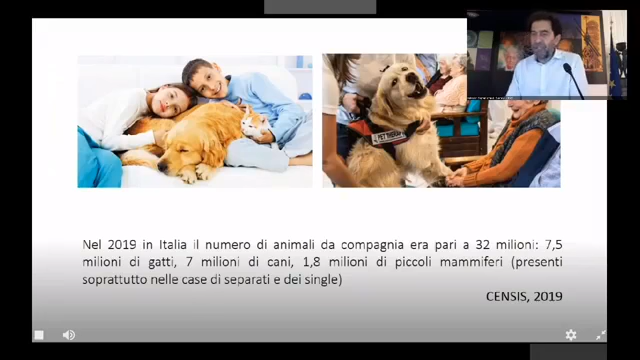 PET THERAPY
Nel 2019 in Italia il numero di animali da compagnia era pari a 32 milioni: 7,5
milioni di gatti, 7 milioni di cani, 1,8 milioni di piccoli mammiferi (presenti
soprattutto nelle case di separati e dei single)
CENSIS, 2019